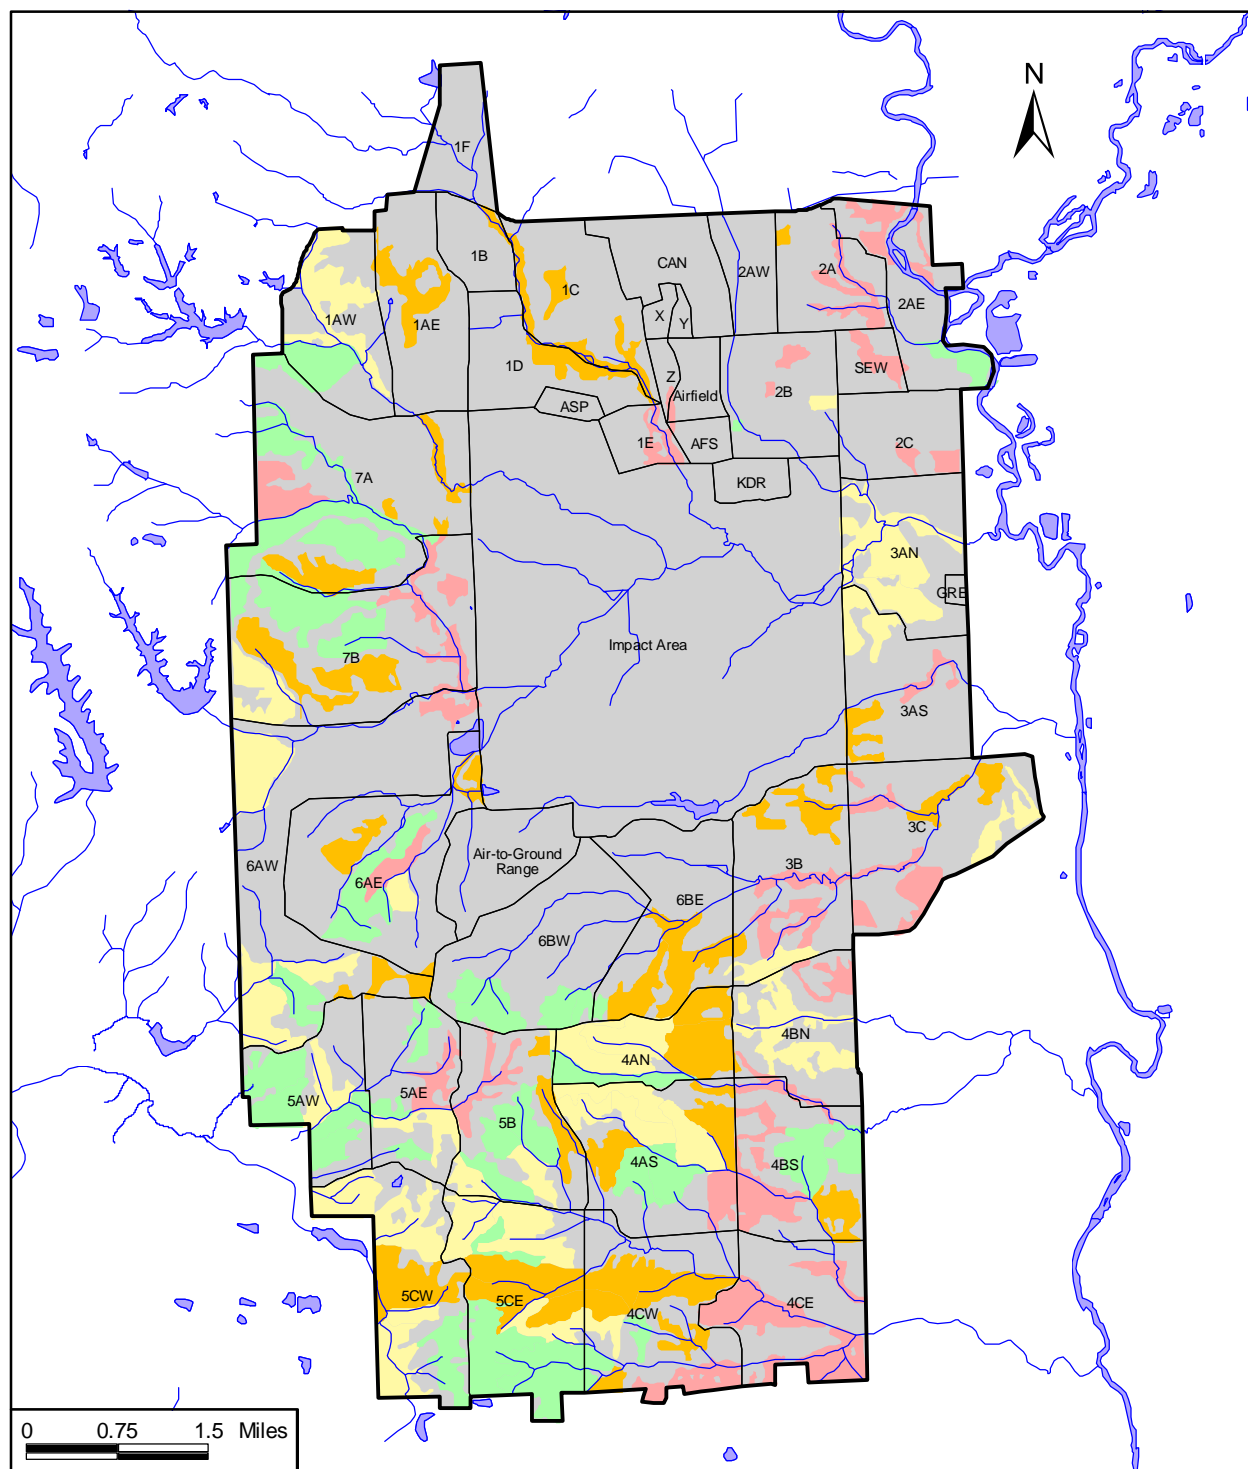 N
1F
1B
CAN
1C
2AW
2A
2AE
1AW
1AE
X
Y
1D
SEW
Z
Airfield
2B
ASP
1E
AFS
2C
7A
KDR
3AN
GRE
Impact Area
7B
3AS
3C
Air-to-Ground
Range
6AW
3B
6AE
6BE
6BW
4BN
4AN
5AW
5AE
5B
4AS
4BS
5CW
5CE
4CW
4CE
0 0.75 1.5 Miles